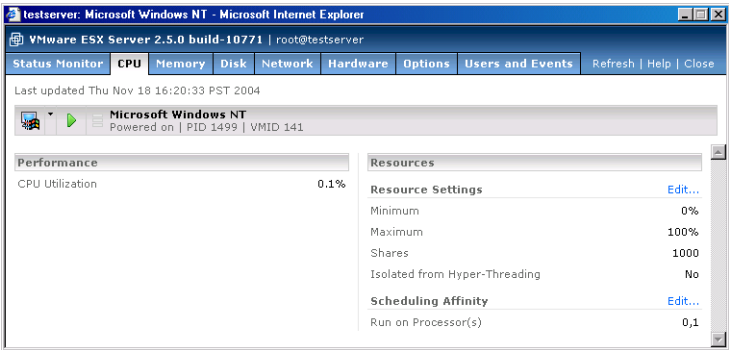 testserver: Microsoft Windows NT - Microsoft Internet Explorer
VMware ESX Server 2.5.0 build-10771 | root@testserver
Status Monitor CPU Memory Disk Network Hardware Options Users and Events Refresh | Help | Close
Last updated Thu Nov 18 16:20:33 PST 2004
Microsoft Windows NT
Powered on | PID 1499 | VMID 141
Performance
CPU Utilization 0.1%
Resources
Resource Settings Edit...
Minimum 0%
Maximum 100%
Shares 1000
Isolated from Hyper-Threading No
Scheduling Affinity Edit...
Run on Processor(s) 0,1